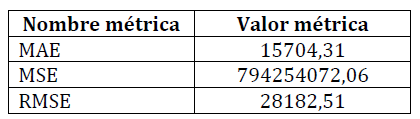 Nombre métrica Valor métrica
MAE 15704,31
MSE 794254072,06
RMSE 28182,51